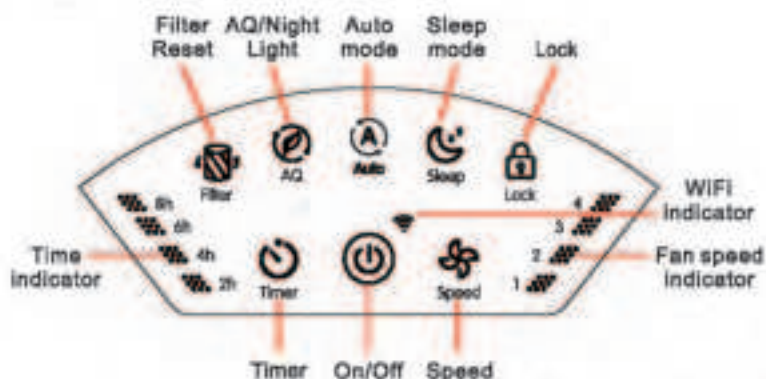 Filter Reset
AQ/Night Light
Auto mode
Sleep mode
Lock
Filter
AQ
A
Auto
Sleep
Lock
8h
6h
4h
2h
Time indicator
Timer
Speed
4
3
2
1
WiFi indicator
Fan speed indicator
Timer
On/Off
Speed